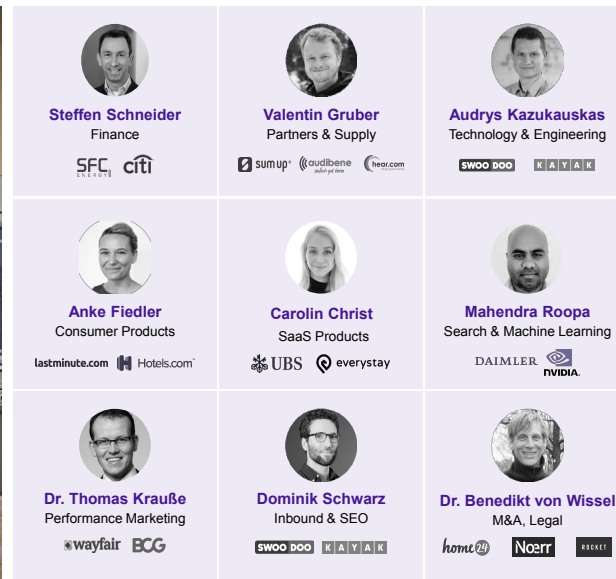 Steffen Schneider
Finance
SFC ENERGY citi
Valentin Gruber
Partners & Supply
sumup audibene hear.com
Audrys Kazukauskas
Technology & Engineering
SWOO DOO KAYAK
Anke Fiedler
Consumer Products
lastminute.com Hotels.com
Carolin Christ
SaaS Products
UBS everystay
Mahendra Roopa
Search & Machine Learning
DAIMLER NVIDIA.
Dr. Thomas Krauße
Performance Marketing
wayfair BCG
Dominik Schwarz
Inbound & SEO
SWOO DOO KAYAK
Dr. Benedikt von Wissel
M&A, Legal
home24 Noerr ROCKET